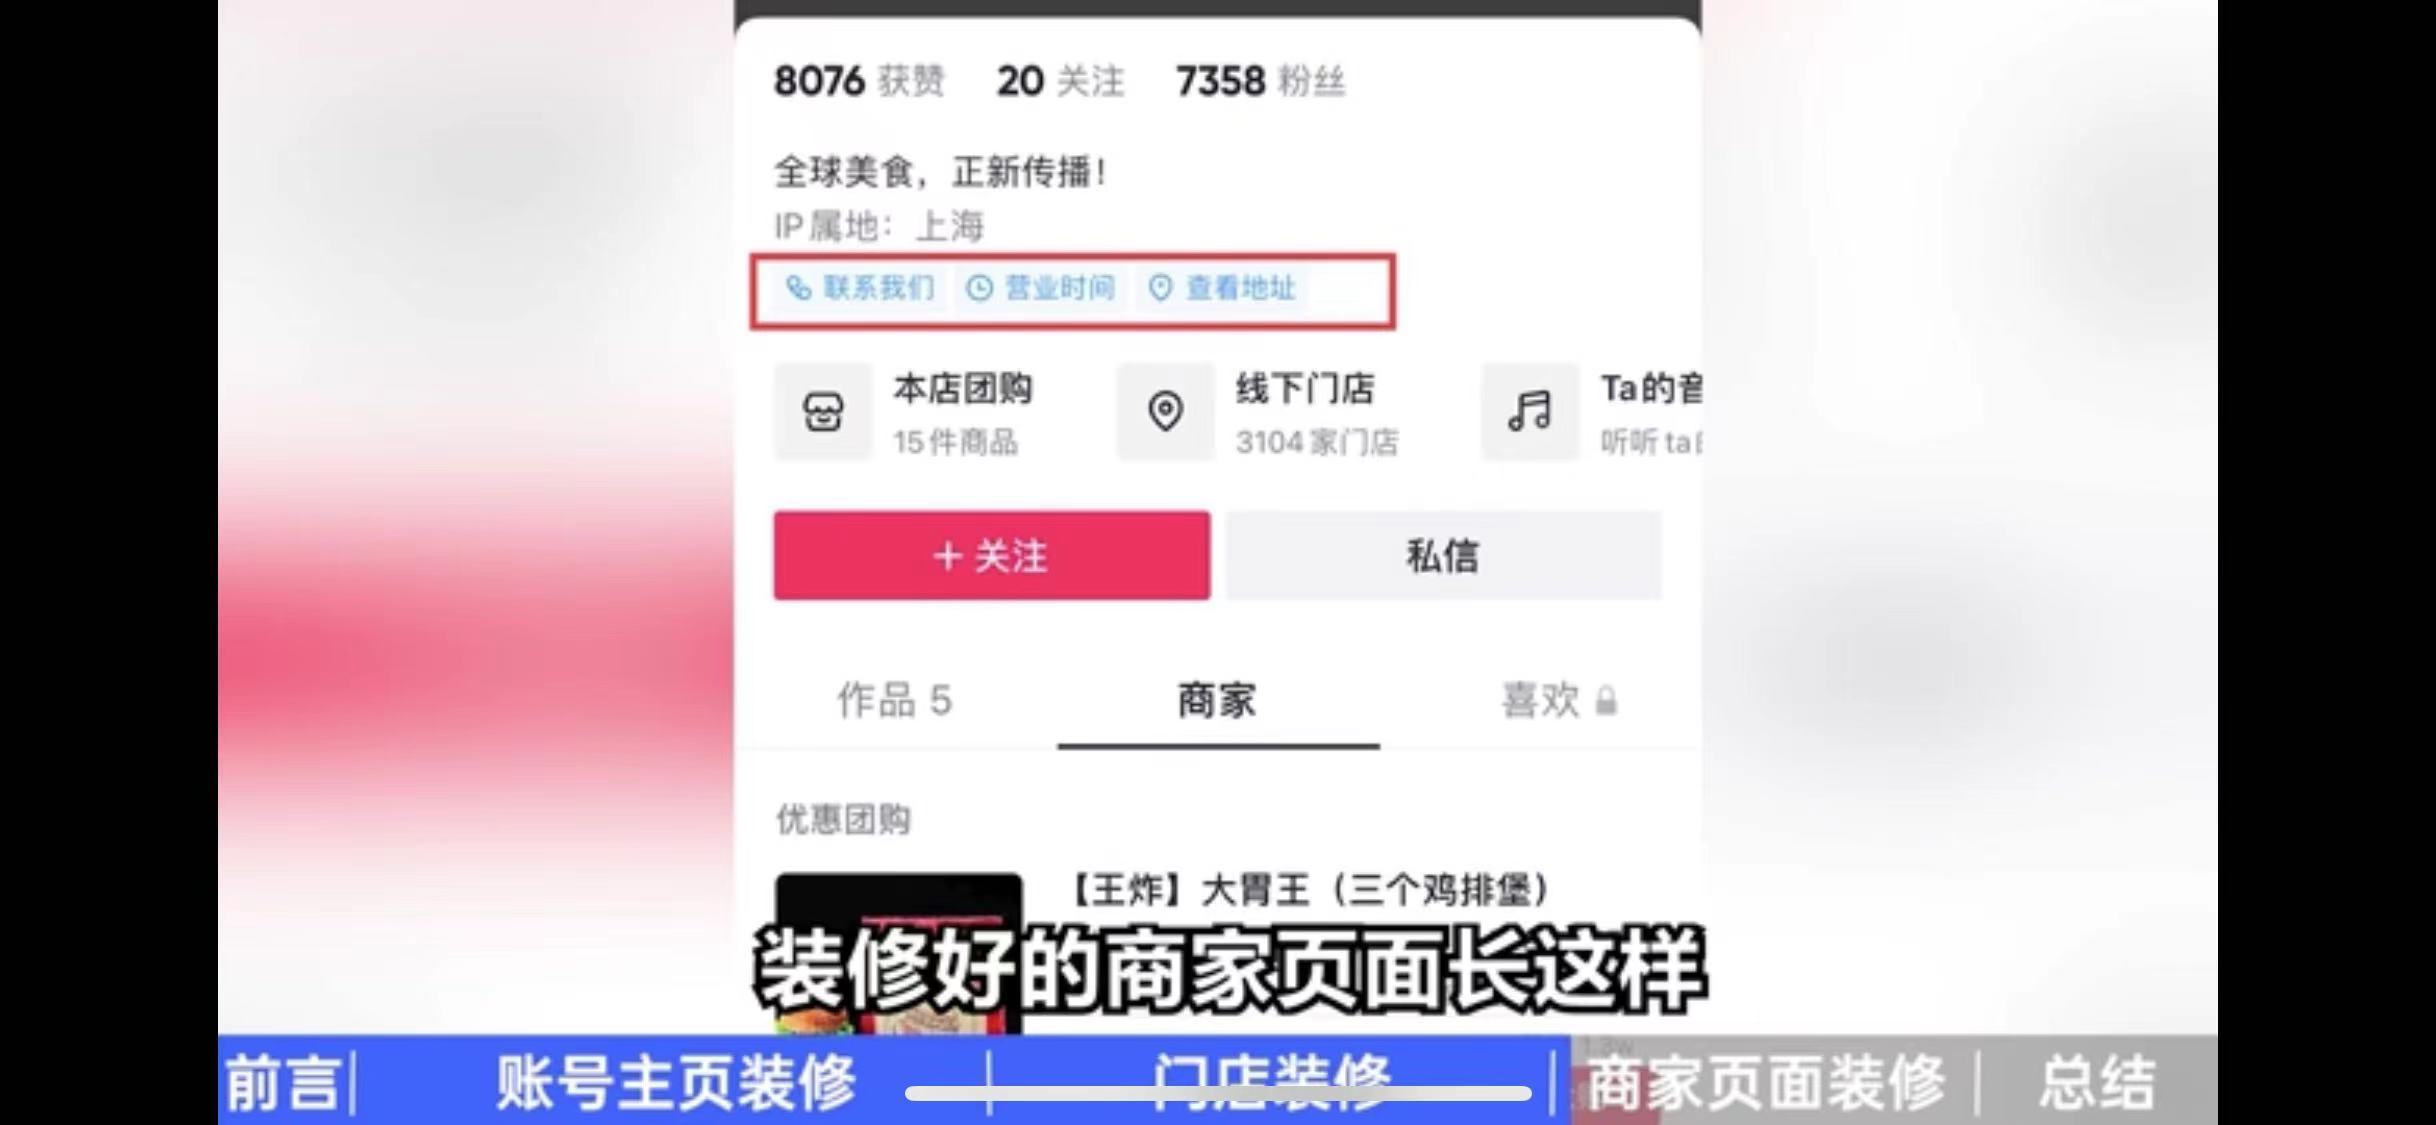 8076 获赞 20 关注 7358 粉丝
全球美食，正新传播！
IP属地：上海
联系我们 营业时间 查看地址
本店团购 线下门店 Ta的音
15件商品 3104家门店 听听ta
+ 关注 私信
作品 5 商家 喜欢
优惠团购
【王炸】大胃王（三个鸡排堡）
装修好的商家页面长这样
1.3w
前言 账号主页装修 门店装修 商家页面装修 总结